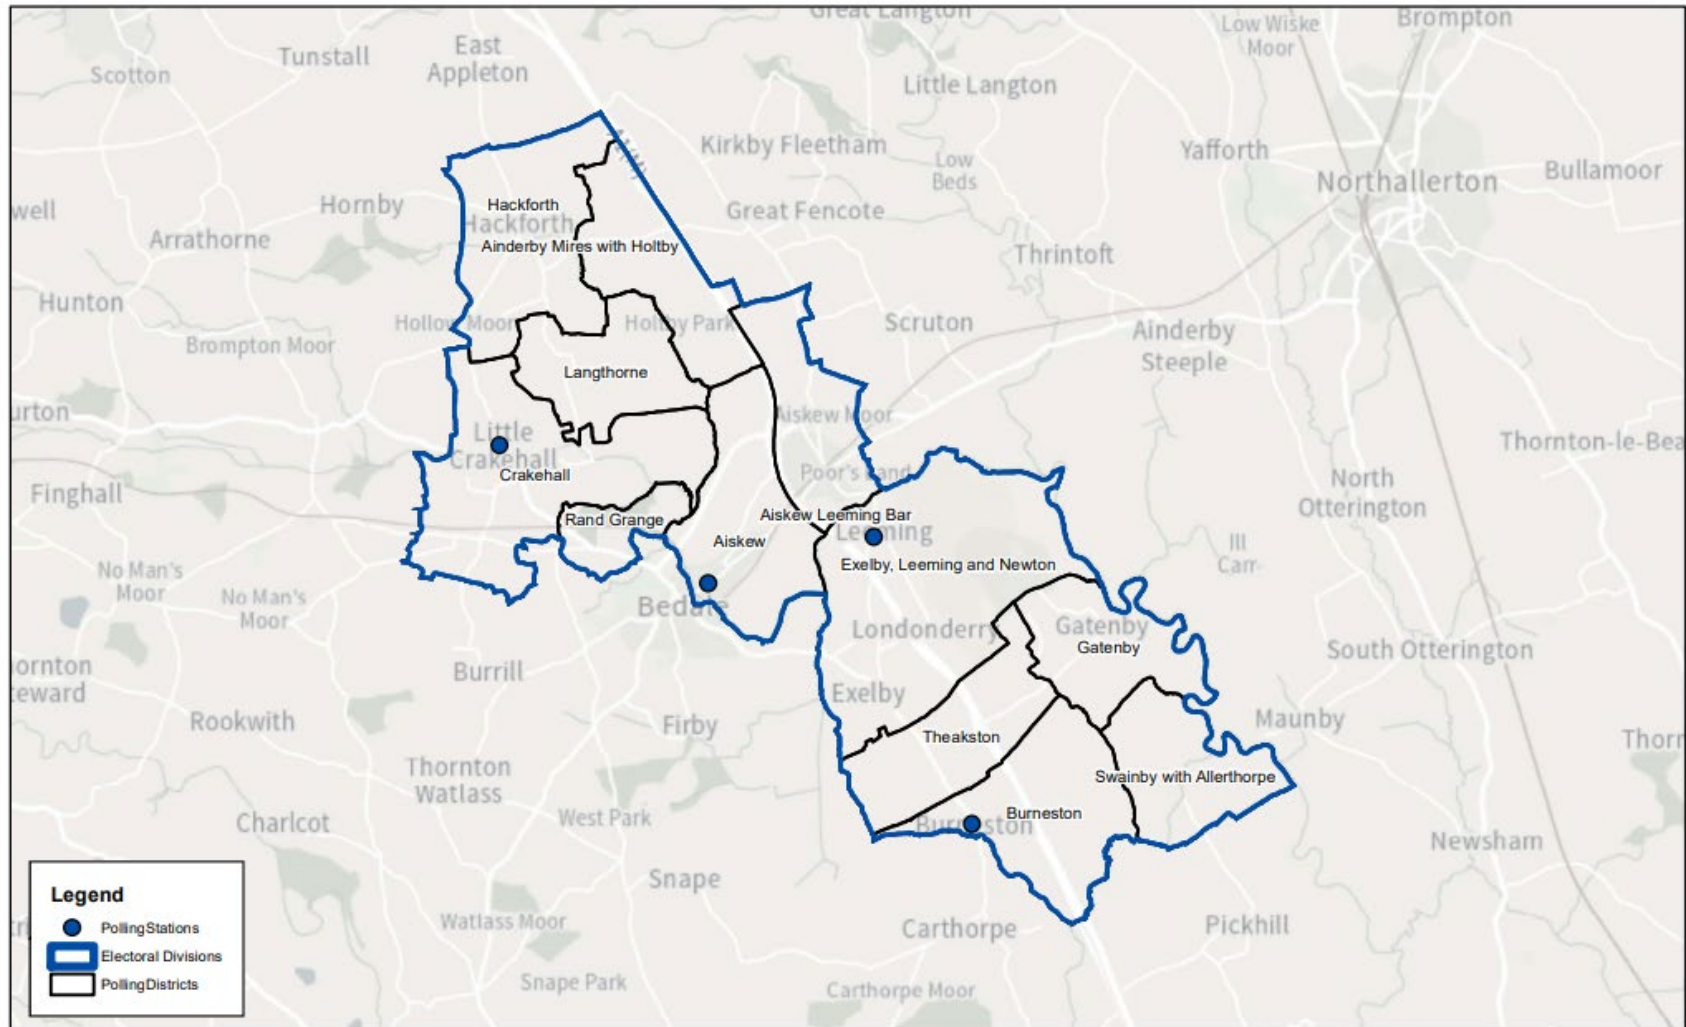 Great Langton
Low Wiske
Moor
Brompton
Tunstall
East
Appleton
Scotton
Little Langton
A1(M)
Kirkby Fleetham
Low
Beds
Yafforth
Bullamoor
Northallerton
well
Hornby
Hackforth
Hackforth
Great Fencote
Arrathorne
Ainderby Mires with Holtby
Thrintoft
Hunton
Hollow Moor
Holtby Park
Scruton
Ainderby
Steeple
Brompton Moor
Langthorne
urton
Aiskew Moor
Little
Crakehall
Crakehall
Thornton-le-Bea
Poor's Land
Finghall
North
Otterington
Rand Grange
Aiskew Leeming Bar
Leeming
Aiskew
Ill
Carr
Exelby, Leeming and Newton
No Man's
Moor
No Man's
Moor
Bedale
Londonderry
Gatenby
Gatenby
South Otterington
ornton
teward
Burrill
Exelby
Rookwith
Firby
Maunby
Theakston
Thorn
Thornton
Watlass
Swainby with Allerthorpe
Charlcot
West Park
Burneston
Burneston
Newsham
Snape
Watlass Moor
Carthorpe
Pickhill
Snape Park
Carthorpe Moor
Legend
PollingStations
Electoral Divisions
PollingDistricts